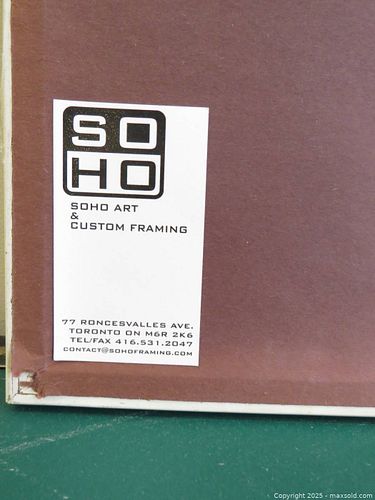 SO
HO
SOHO ART
&
CUSTOM FRAMING
77 RONCESVALLES AVE.
TORONTO ON M6R 2K6
TEL/FAX 416.531.2047
CONTACT@SOHOFRAMING.COM
Copyright © 2025 - maxsold.com